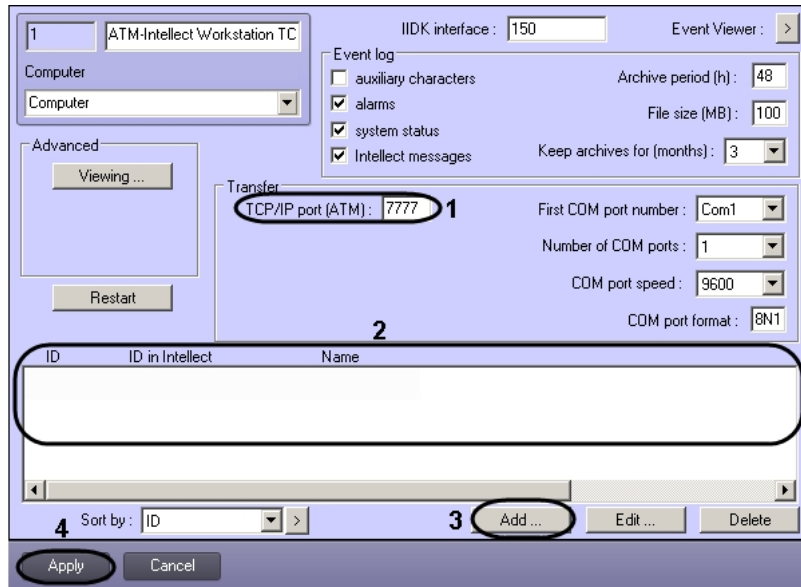 1
ATM-Intellect Workstation TC
IIDK interface :
150
Event Viewer :
>
Computer
Computer
Event log
auxiliary characters
alarms
system status
Intellect messages
Archive period (h) :
48
File size (MB) :
100
Keep archives for (months) :
3
Advanced
Viewing ...
Restart
Transfer
TCP/IP port (ATM) :
7777
1
First COM port number :
Com1
Number of COM ports :
1
COM port speed :
9600
COM port format :
8N1
2
ID
ID in Intellect
Name
4
Sort by :
ID
>
3
Add ...
Edit ...
Delete
Apply
Cancel